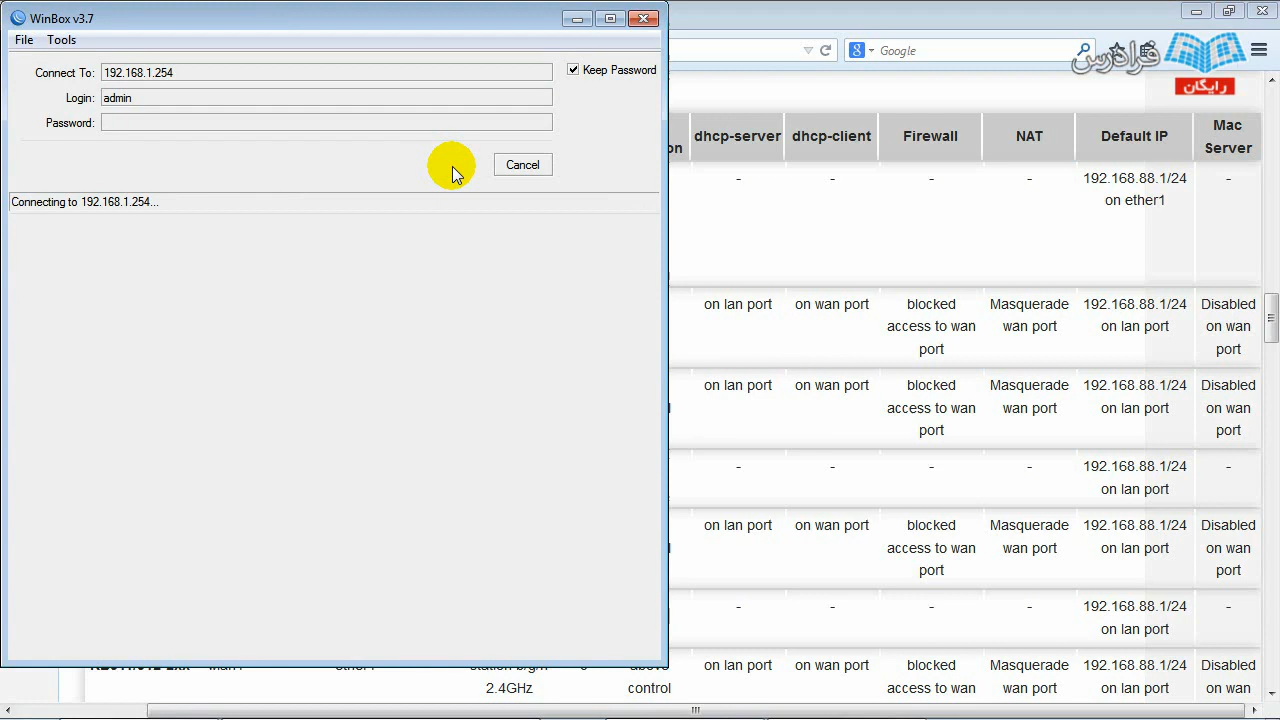 WinBox v3.7
File Tools
Connect To: 192.168.1.254
Keep Password
Login: admin
Password:
Cancel
Connecting to 192.168.1.254...
Google
فرادرس
رایگان
dhcp-server dhcp-client Firewall NAT Default IP Mac Server
on
- - - - 192.168.88.1/24 -
on ether1
on lan port on wan port blocked Masquerade 192.168.88.1/24 Disabled
access to wan wan port on lan port on wan
port port
on lan port on wan port blocked Masquerade 192.168.88.1/24 Disabled
access to wan wan port on lan port on wan
port port
- - - - 192.168.88.1/24 -
on lan port
on lan port on wan port blocked Masquerade 192.168.88.1/24 Disabled
access to wan wan port on lan port on wan
port port
- - - - 192.168.88.1/24 -
on lan port
above on lan port on wan port blocked Masquerade 192.168.88.1/24 Disabled
2.4GHz control access to wan wan port on lan port on wan